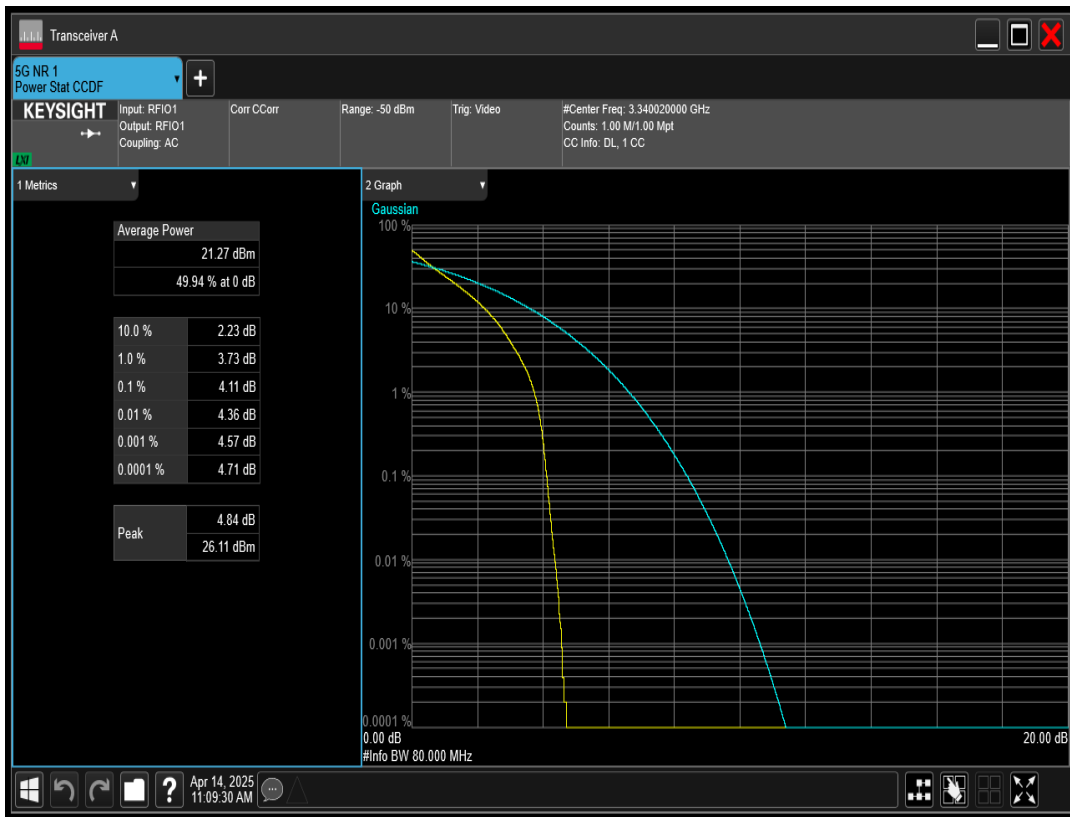 Transceiver A
5G NR 1
Power Stat CCDF
+
KEYSIGHT
LXI
Input: RFIO1
Output: RFIO1
Coupling: AC
Corr CCorr
Range: -50 dBm
Trig: Video
#Center Freq: 3.340020000 GHz
Counts: 1.00 M/1.00 Mpt
CC Info: DL, 1 CC
1 Metrics
Average Power
21.27 dBm
49.94 % at 0 dB
10.0 % 2.23 dB
1.0 % 3.73 dB
0.1 % 4.11 dB
0.01 % 4.36 dB
0.001 % 4.57 dB
0.0001 % 4.71 dB
Peak
4.84 dB
26.11 dBm
2 Graph
Gaussian
100 %
10 %
1 %
0.1 %
0.01 %
0.001 %
0.0001 %
0.00 dB 20.00 dB
#Info BW 80.000 MHz
?
Apr 14, 2025
11:09:30 AM